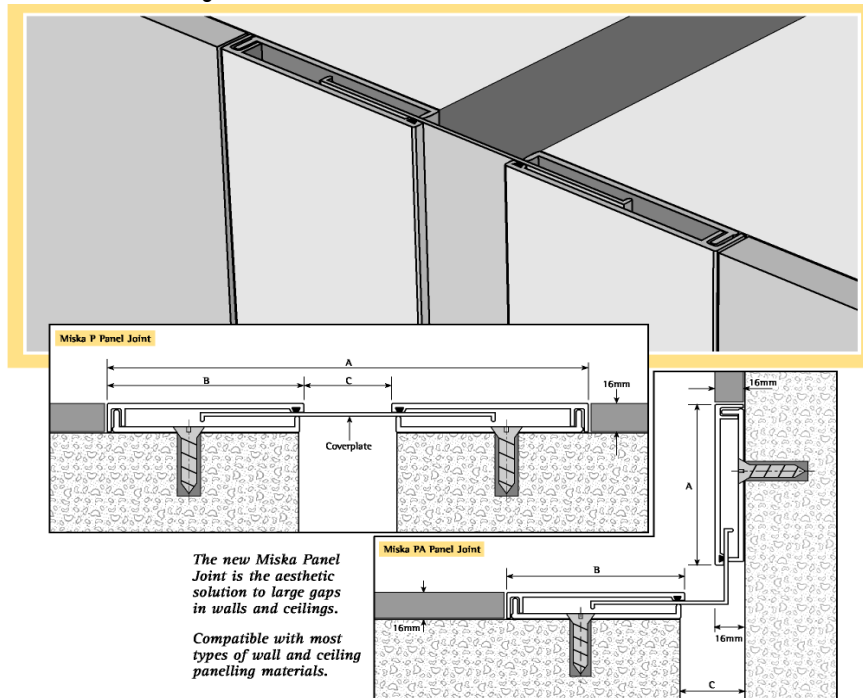 Miska P Panel Joint
A
B
C
16mm
Coverplate
16mm
A
The new Miska Panel
Joint is the aesthetic
solution to large gaps
in walls and ceilings.
Compatible with most
types of wall and ceiling
panelling materials.
Miska PA Panel Joint
B
16mm
16mm
C